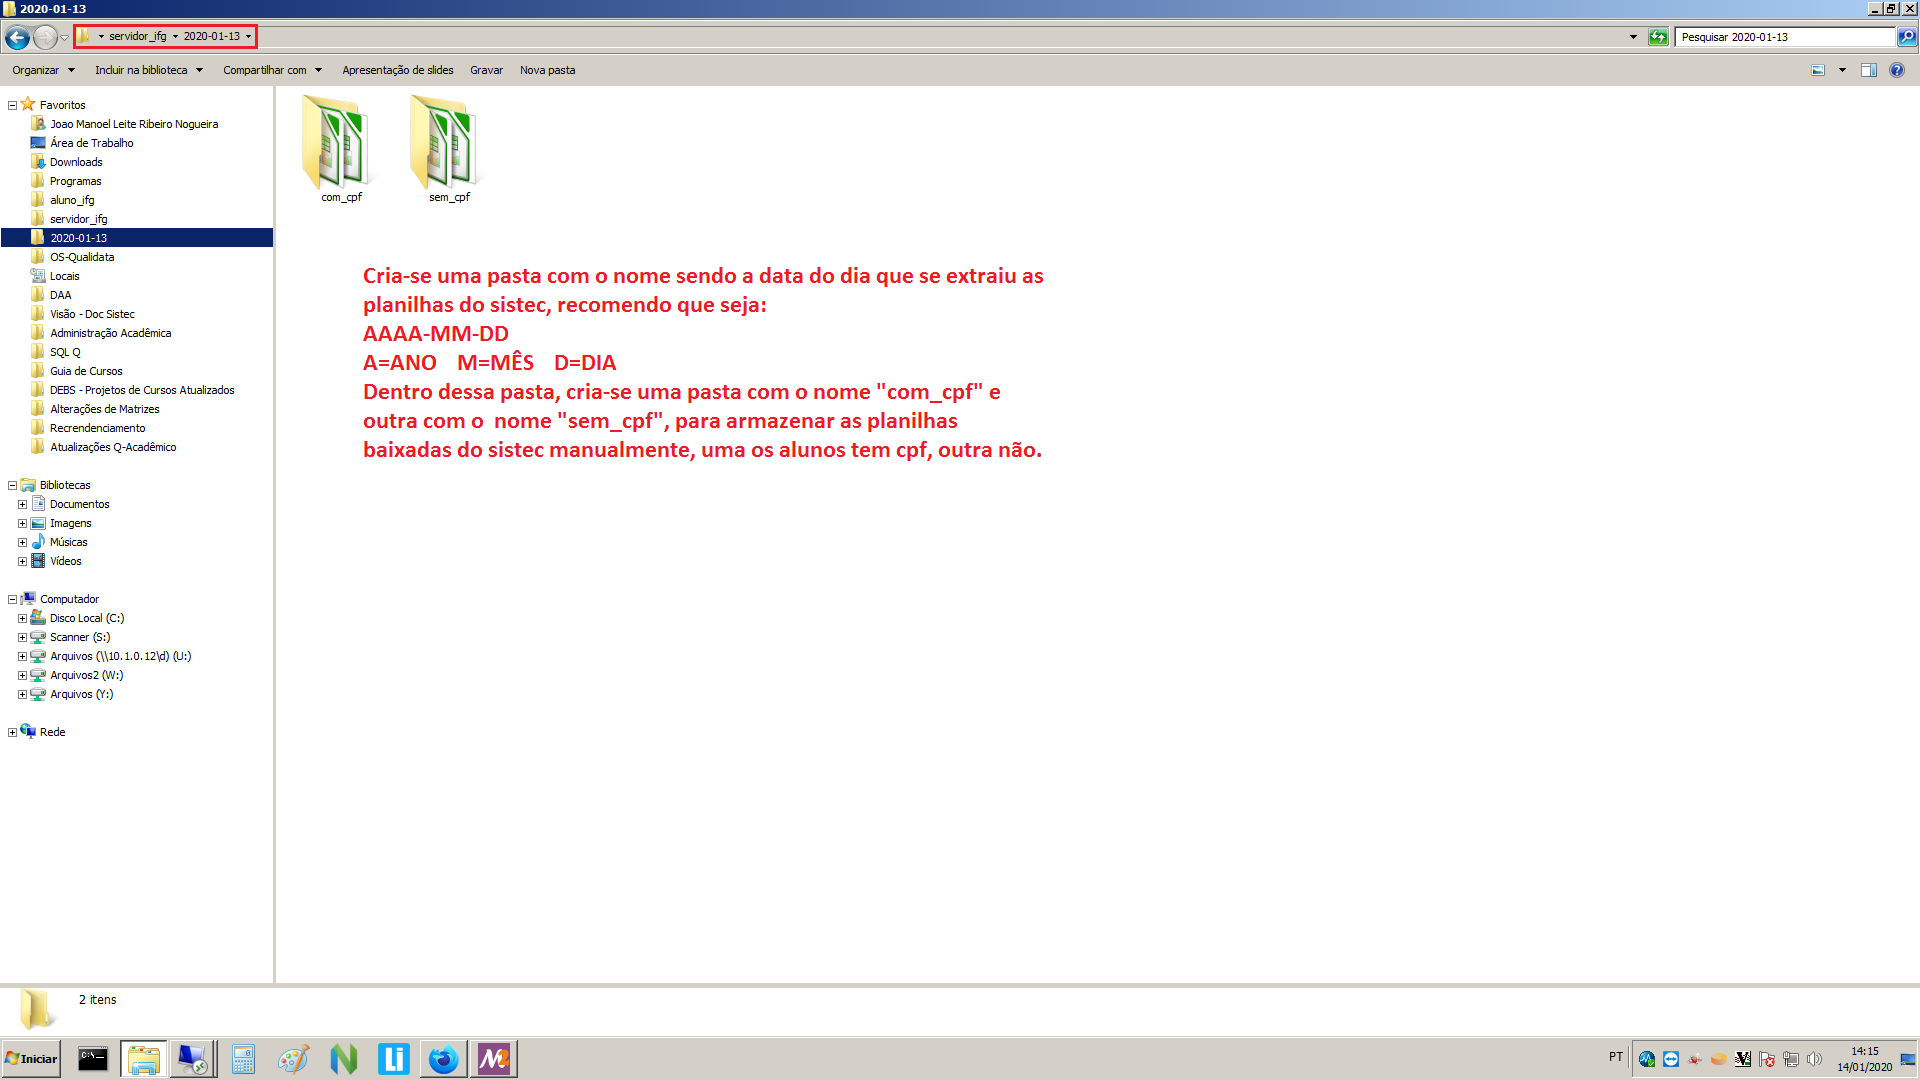 2020-01-13
servidor_ifg 2020-01-13
Pesquisar 2020-01-13
Organizar Incluir na biblioteca Compartilhar com Apresentação de slides Gravar Nova pasta
Favoritos
Joao Manoel Leite Ribeiro Nogueira
Área de Trabalho
Downloads
Programas
aluno_ifg
servidor_ifg
2020-01-13
OS-Qualidata
Locais
DAA
Visão - Doc Sistec
Administração Acadêmica
SQL Q
Guia de Cursos
DEBS - Projetos de Cursos Atualizados
Alterações de Matrizes
Recrendenciamento
Atualizações Q-Acadêmico
Bibliotecas
Documentos
Imagens
Músicas
Vídeos
Computador
Disco Local (C:)
Scanner (S:)
Arquivos (\\10.1.0.12\d) (U:)
Arquivos2 (W:)
Arquivos (Y:)
Rede
com_cpf
sem_cpf
Cria-se uma pasta com o nome sendo a data do dia que se extraiu as
planilhas do sistec, recomendo que seja:
AAAA-MM-DD
A=ANO M=MÊS D=DIA
Dentro dessa pasta, cria-se uma pasta com o nome "com_cpf" e
outra com o nome "sem_cpf", para armazenar as planilhas
baixadas do sistec manualmente, uma os alunos tem cpf, outra não.
2 itens
Iniciar
C:\_
Li
PT
14:15
14/01/2020